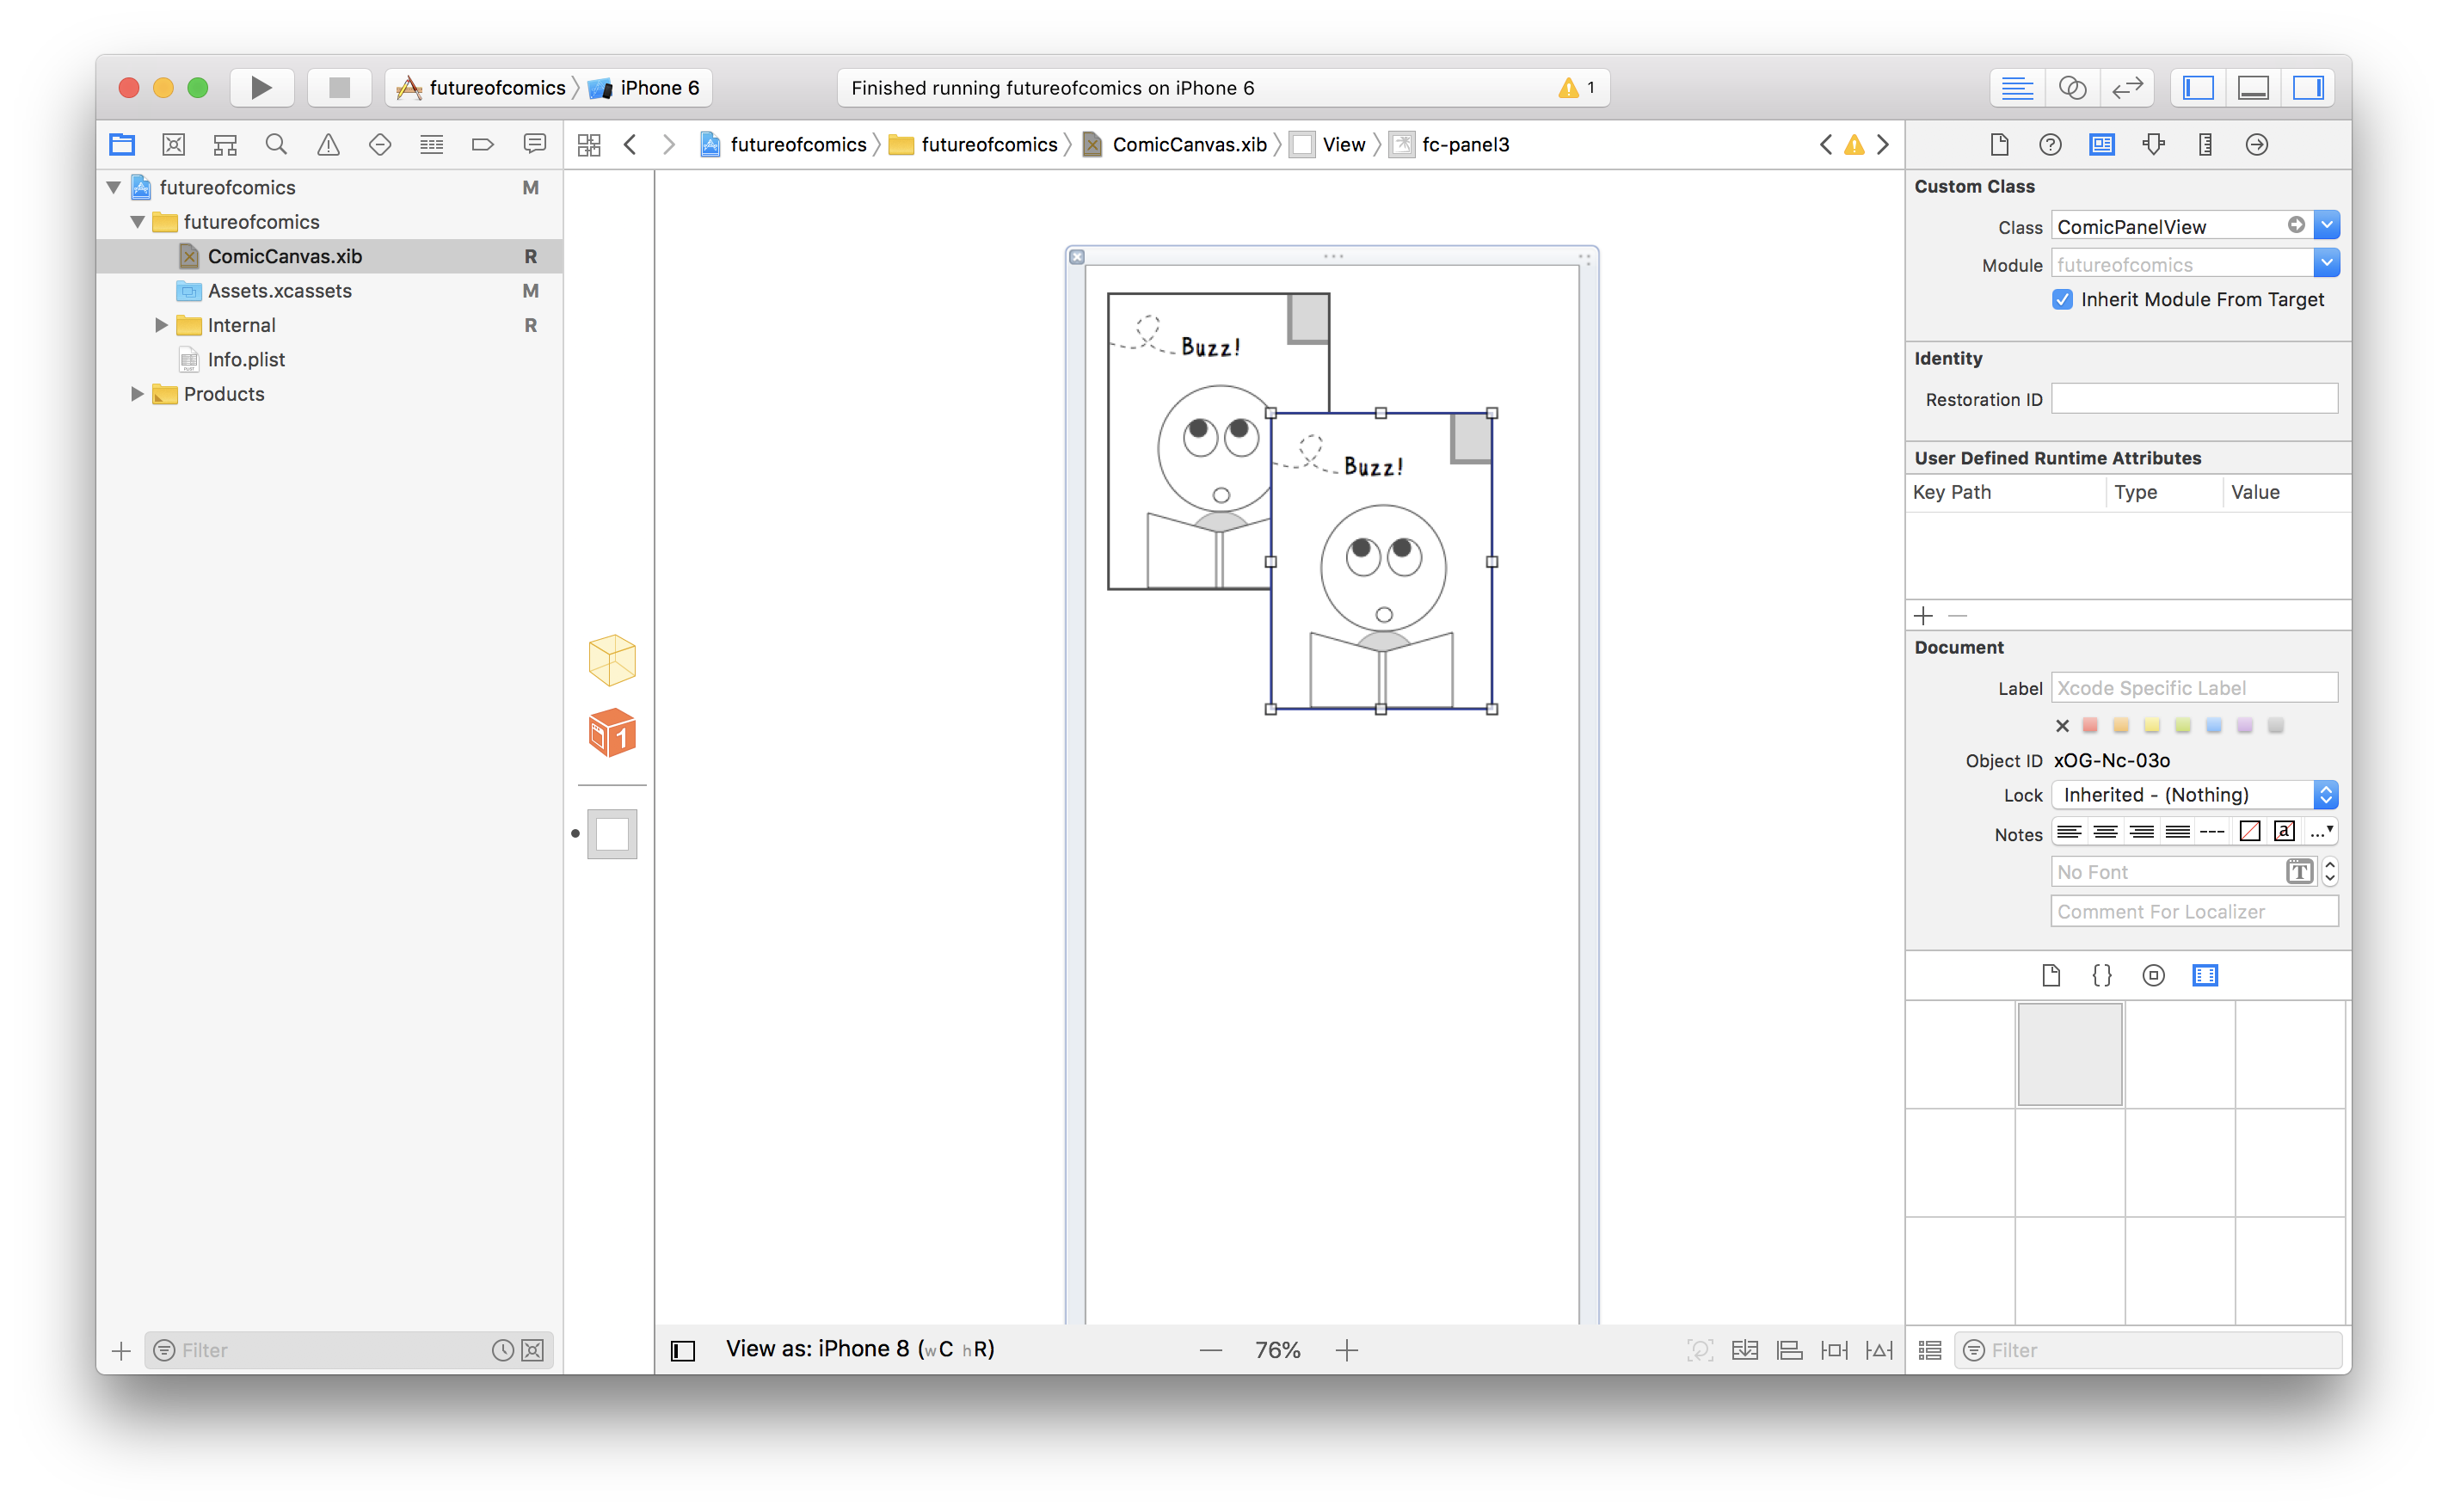 futureofcomics iPhone 6
Finished running futureofcomics on iPhone 6
1
futureofcomics futureofcomics ComicCanvas.xib View fc-panel3
futureofcomics M
futureofcomics
ComicCanvas.xib R
Assets.xcassets M
Internal R
Info.plist
Products
Filter
1
Buzz!
Buzz!
View as: iPhone 8 (wC hR)
76%
Custom Class
Class ComicPanelView
Module futureofcomics
Inherit Module From Target
Identity
Restoration ID
User Defined Runtime Attributes
Key Path Type Value
Document
Label Xcode Specific Label
Object ID xOG-Nc-03o
Lock Inherited - (Nothing)
Notes
No Font
Comment For Localizer
Filter